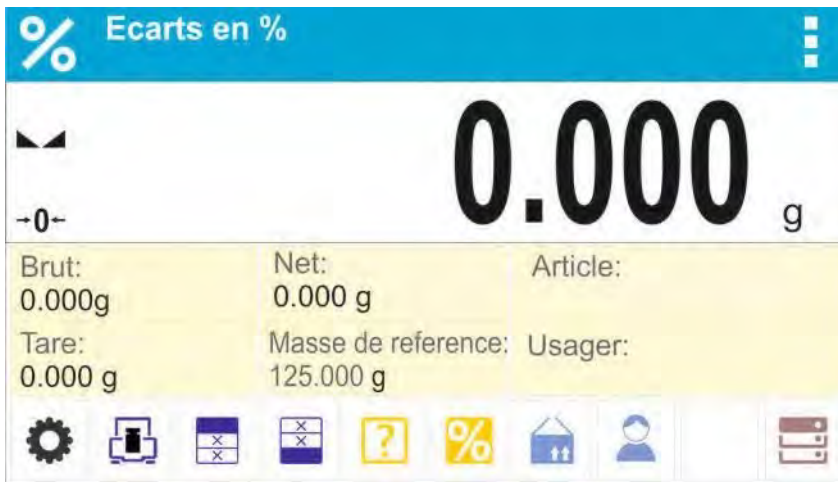 % Ecarts en %
0.000 g
→0←
Brut: Net: Article:
0.000g 0.000 g
Tare: Masse de reference: Usager:
0.000 g 125.000 g
? %